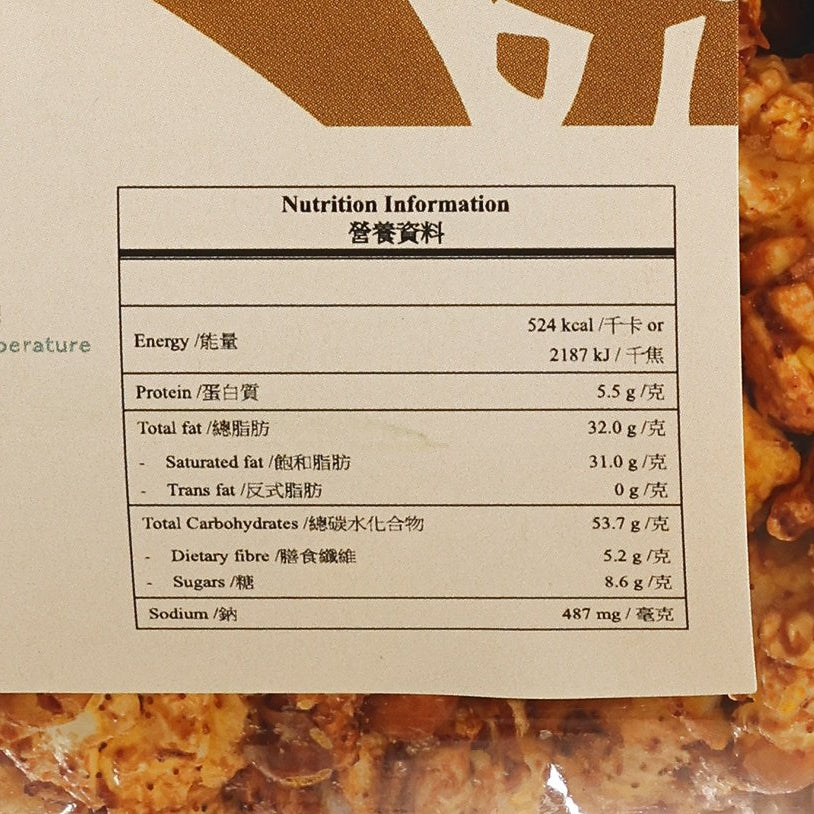 perature
Nutrition Information
營養資料
Energy /能量
524 kcal /千卡 or
2187 kJ / 千焦
Protein /蛋白質 5.5 g /克
Total fat /總脂肪 32.0 g /克
- Saturated fat /飽和脂肪 31.0 g /克
- Trans fat /反式脂肪 0 g /克
Total Carbohydrates /總碳水化合物 53.7 g /克
- Dietary fibre /膳食纖維 5.2 g /克
- Sugars /糖 8.6 g /克
Sodium /鈉 487 mg / 毫克